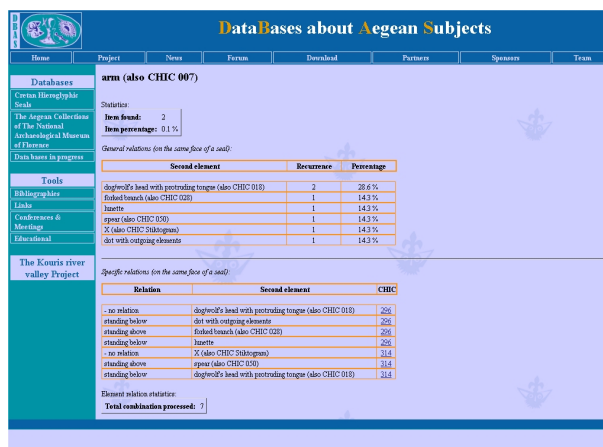 DBAS
DataBases about Aegean Subjects
Home Project News Forum Download Partners Sponsors Team
Databases
Cretan Hieroglyphic
Seals
The Aegean Collections
of The National
Archaeological Museum
of Florence
Data bases in progress
Tools
Bibliographies
Links
Conferences &
Meetings
Educational
The Kouris river
valley Project
arm (also CHIC 007)
Statistics:
Item found: 2
Item percentage: 0.1 %
General relations (on the same face of a seal):
Second element Recurrence Percentage
dog/wolf's head with protruding tongue (also CHIC 018) 2 28.6 %
forked branch (also CHIC 028) 1 14.3 %
lunette 1 14.3 %
spear (also CHIC 050) 1 14.3 %
X (also CHIC Stiktogram) 1 14.3 %
dot with outgoing elements 1 14.3 %
Specific relations (on the same face of a seal):
Relation Second element CHIC
- no relation dog/wolf's head with protruding tongue (also CHIC 018) 296
standing below dot with outgoing elements 296
standing above forked branch (also CHIC 028) 296
standing below lunette 296
- no relation X (also CHIC Stiktogram) 314
standing above spear (also CHIC 050) 314
standing below dog/wolf's head with protruding tongue (also CHIC 018) 314
Element relation statistics:
Total combination processed: 7